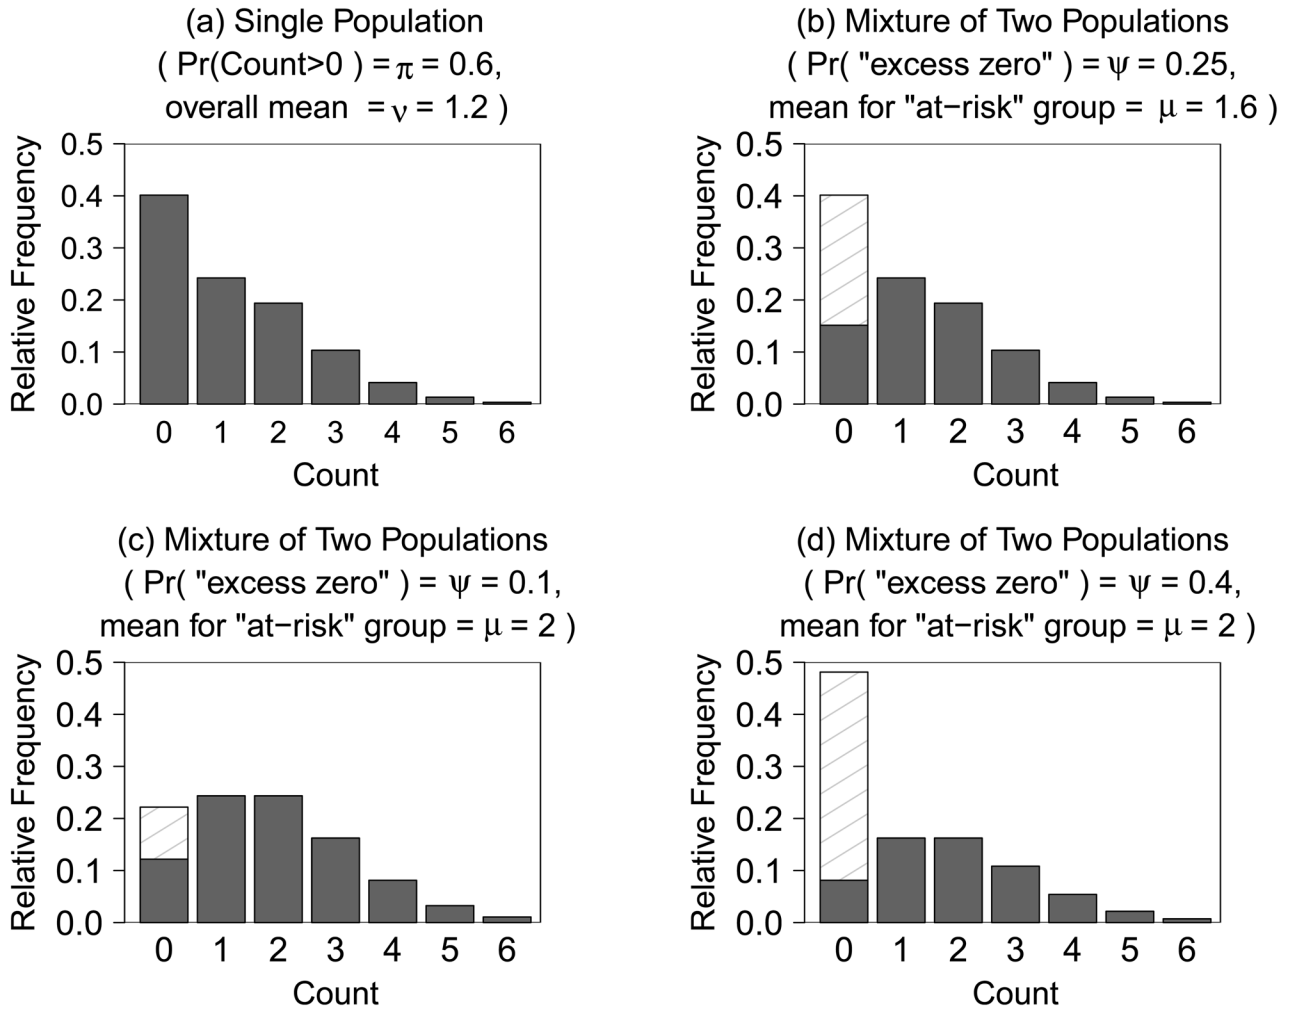 (a) Single Population
( Pr(Count>0 ) = π = 0.6,
overall mean = ν = 1.2 )
Relative Frequency
0.5
0.4
0.3
0.2
0.1
0.0
0 1 2 3 4 5 6
Count
(b) Mixture of Two Populations
( Pr( "excess zero" ) = ψ = 0.25,
mean for "at−risk" group = μ = 1.6 )
Relative Frequency
0.5
0.4
0.3
0.2
0.1
0.0
0 1 2 3 4 5 6
Count
(c) Mixture of Two Populations
( Pr( "excess zero" ) = ψ = 0.1,
mean for "at−risk" group = μ = 2 )
Relative Frequency
0.5
0.4
0.3
0.2
0.1
0.0
0 1 2 3 4 5 6
Count
(d) Mixture of Two Populations
( Pr( "excess zero" ) = ψ = 0.4,
mean for "at−risk" group = μ = 2 )
Relative Frequency
0.5
0.4
0.3
0.2
0.1
0.0
0 1 2 3 4 5 6
Count